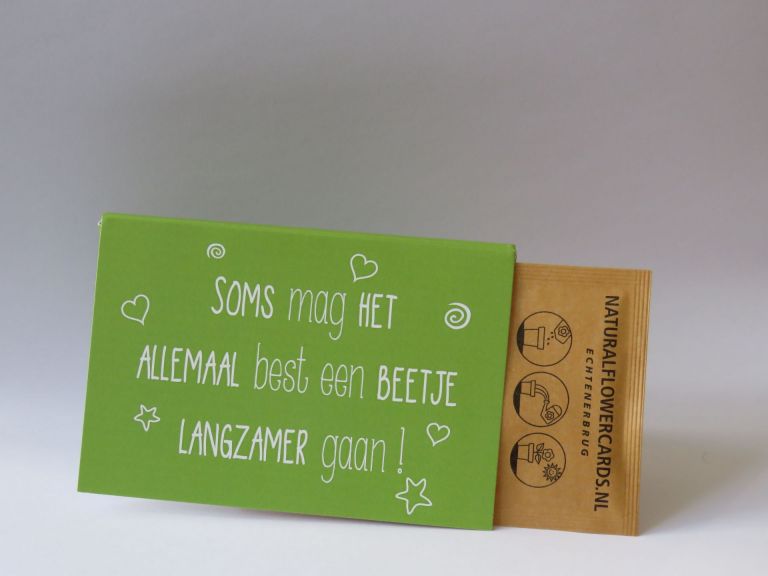 SOMS mag HET
ALLEMAAL best een BEETJE
LANGZAMER gaan !
NATURALFLOWERCARDS.NL
ECHTENERBRUG